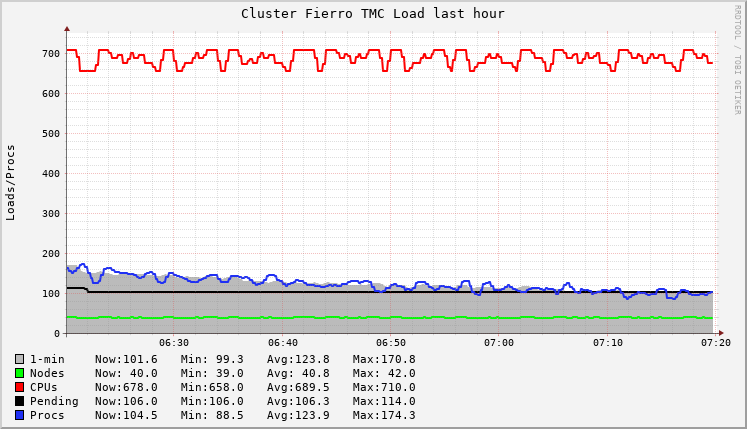 Cluster Fierro TMC Load last hour
RRDTOOL / TOBI OETIKER
Loads/Procs
700
600
500
400
300
200
100
0
06:30 06:40 06:50 07:00 07:10 07:20
1-min Now:101.6 Min: 99.3 Avg:123.8 Max:170.8
Nodes Now: 40.0 Min: 39.0 Avg: 40.8 Max: 42.0
CPUs Now:678.0 Min:658.0 Avg:689.5 Max:710.0
Pending Now:106.0 Min:106.0 Avg:106.3 Max:114.0
Procs Now:104.5 Min: 88.5 Avg:123.9 Max:174.3